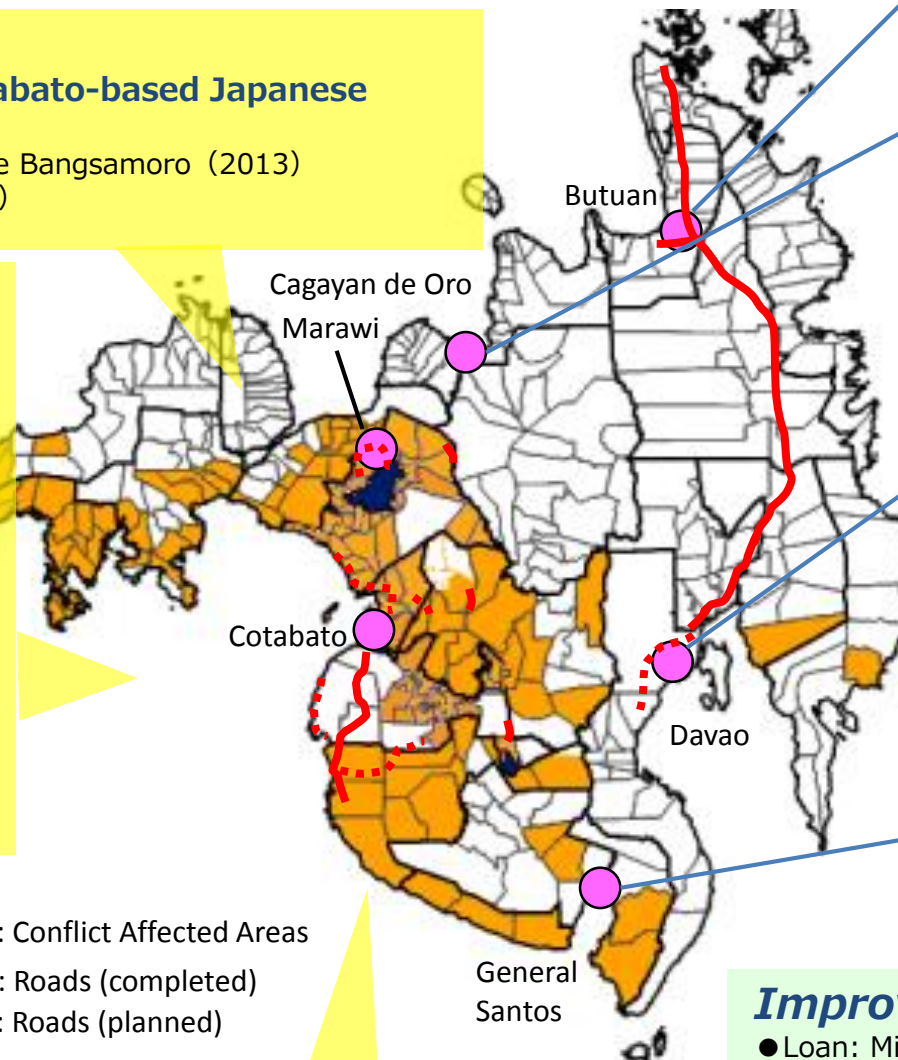 abato-based Japanese
e Bangsamoro（2013）
)
Butuan
Cagayan de Oro
Marawi
Cotabato
Davao
: Conflict Affected Areas
: Roads (completed)
: Roads (planned)
General
Santos
Improv
●Loan: Mi